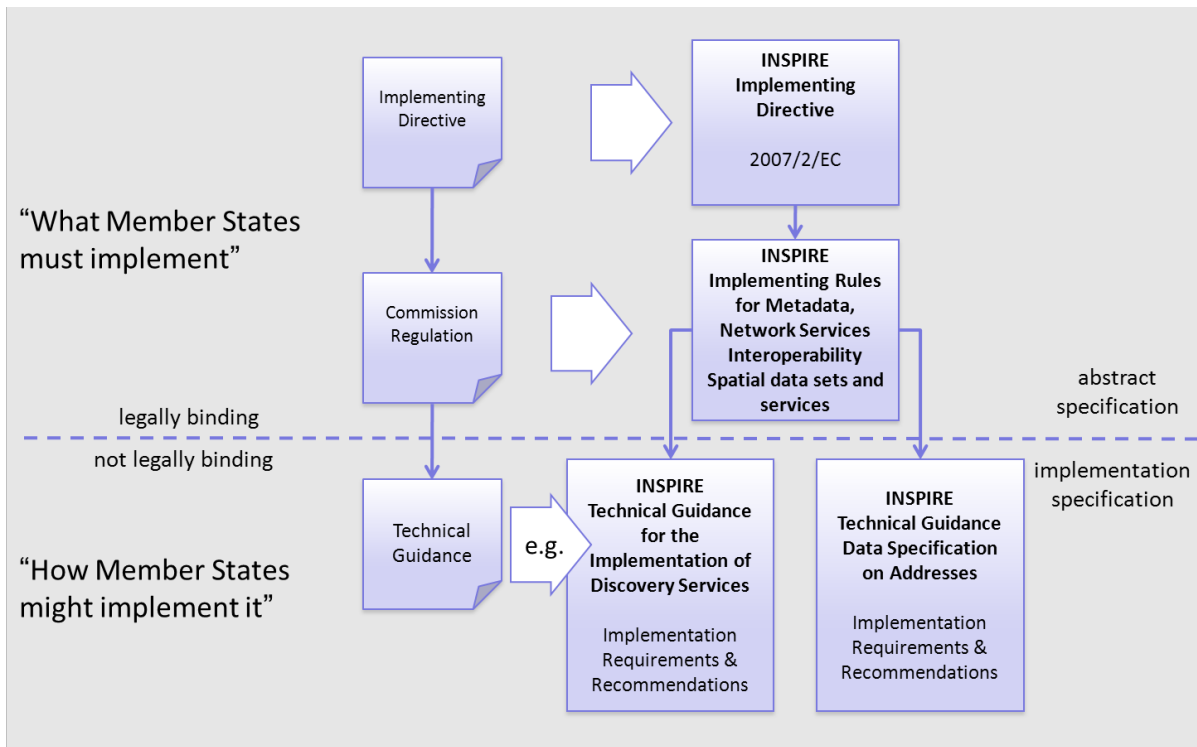 Implementing
Directive
INSPIRE
Implementing
Directive
2007/2/EC
“What Member States
must implement”
Commission
Regulation
INSPIRE
Implementing Rules
for Metadata,
Network Services
Interoperability
Spatial data sets and
services
abstract
specification
legally binding
not legally binding
implementation
specification
“How Member States
might implement it”
Technical
Guidance
e.g.
INSPIRE
Technical Guidance
for the
Implementation of
Discovery Services
Implementation
Requirements &
Recommendations
INSPIRE
Technical Guidance
Data Specification
on Addresses
Implementation
Requirements &
Recommendations